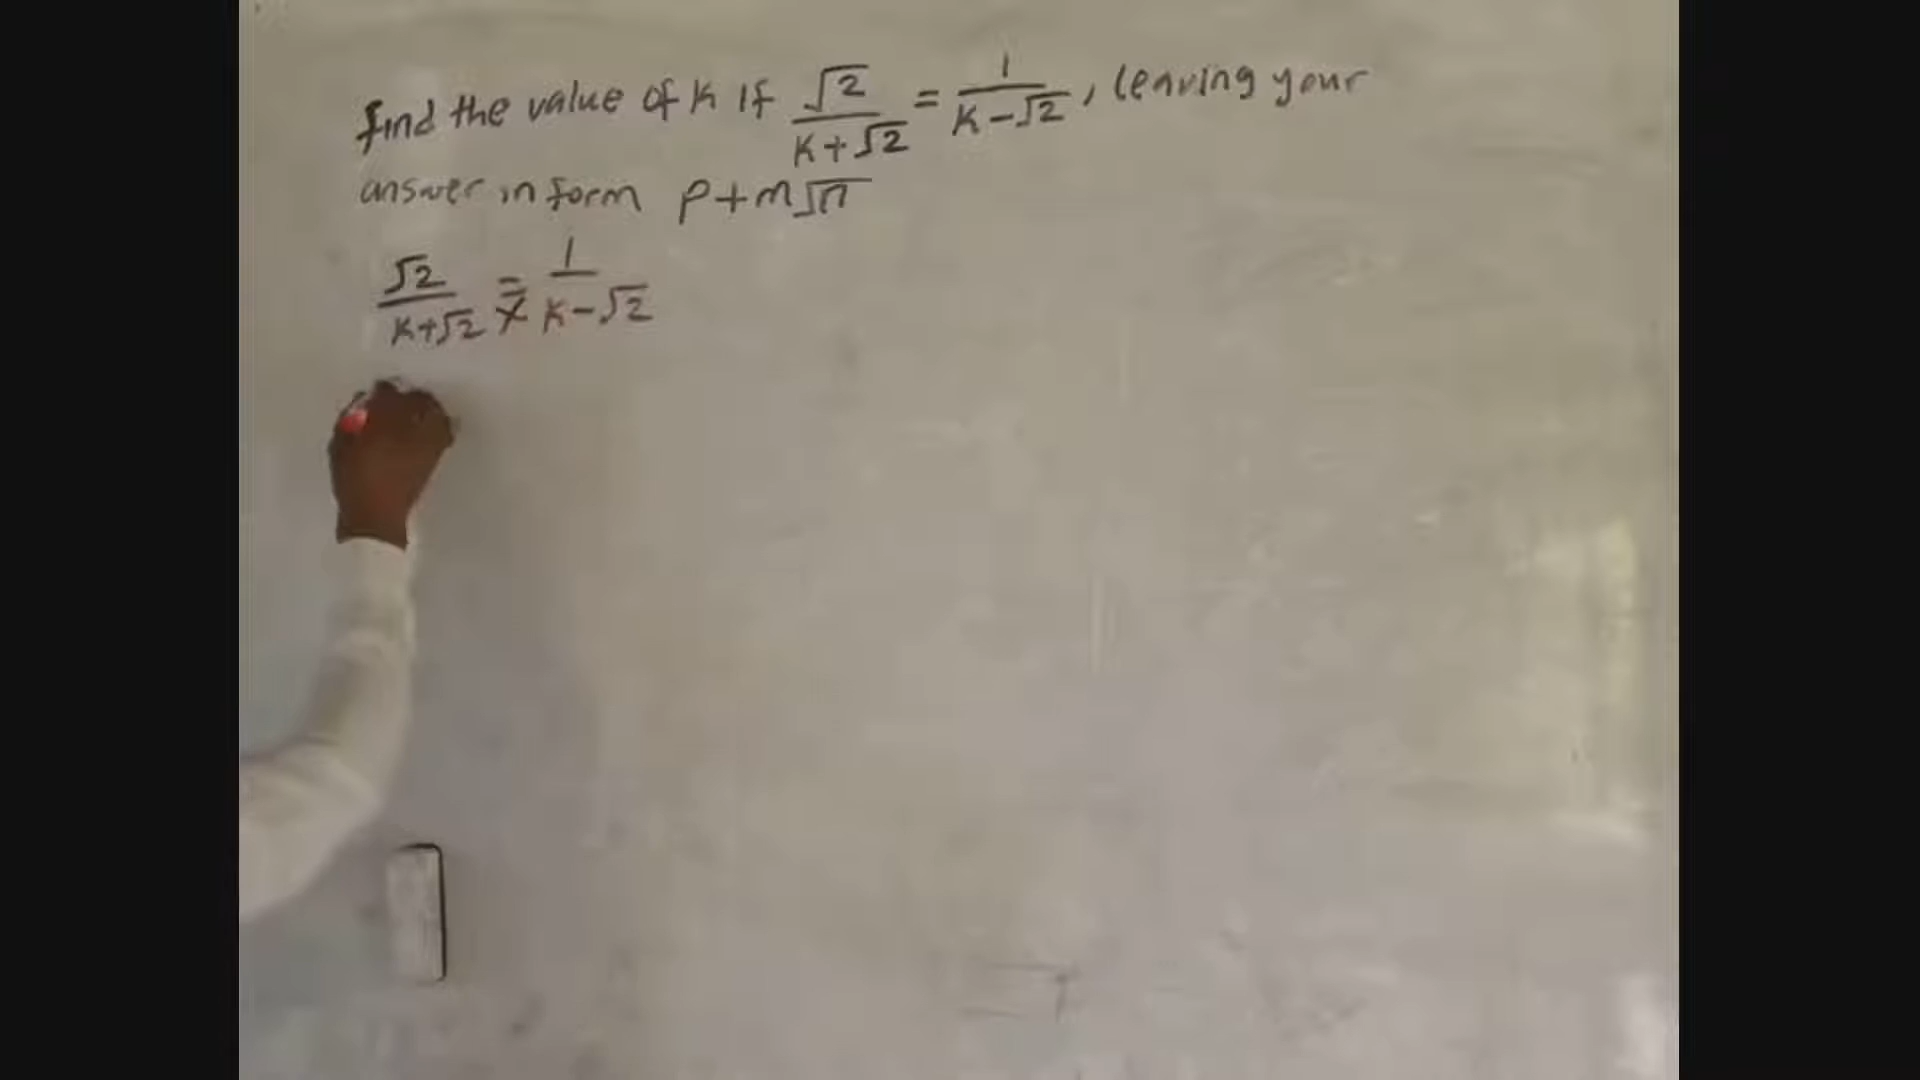 find the value of K if √2/(K+√2) = 1/(K-√2), leaving your
answer in form p+m√n
√2/(K+√2) = 1/(K-√2)